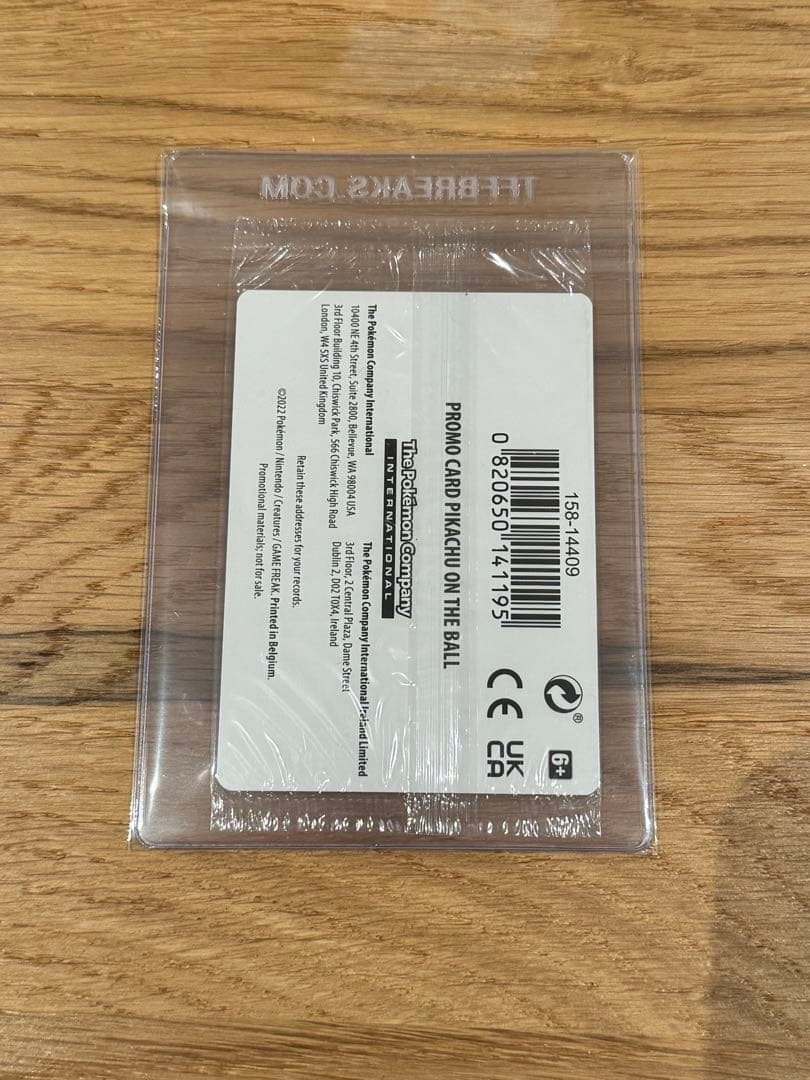 TFFBREAKS.COM
158-14409
0 820650 141195
6+
CE
UK
CA
®
PROMO CARD PIKACHU ON THE BALL
The Pokémon Company
INTERNATIONAL
The Pokémon Company International
10400 NE 4th Street, Suite 2800, Bellevue, WA 98004 USA
3rd Floor Building 10, Chiswick Park, 566 Chiswick High Road
London, W4 5XS United Kingdom
The Pokémon Company International Ireland Limited
3rd Floor, 2 Central Plaza, Dame Street
Dublin 2, D02 T0X4, Ireland
Retain these addresses for your records.
©2022 Pokémon / Nintendo / Creatures / GAME FREAK. Printed in Belgium.
Promotional materials; not for sale.